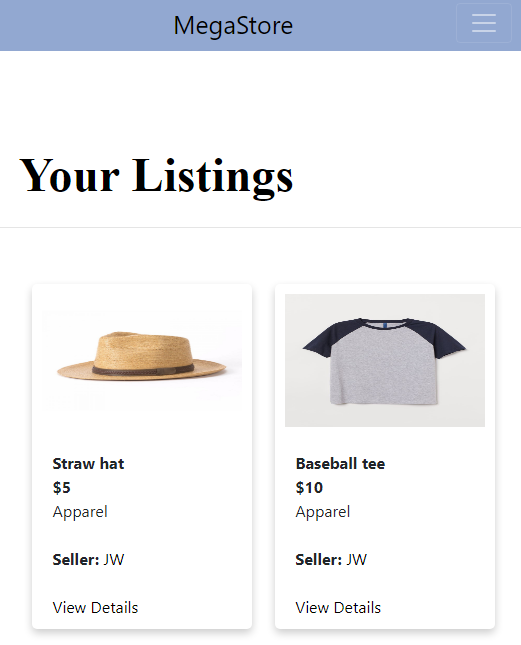 MegaStore
Your Listings
Straw hat
$5
Apparel
Seller: JW
View Details
Baseball tee
$10
Apparel
Seller: JW
View Details